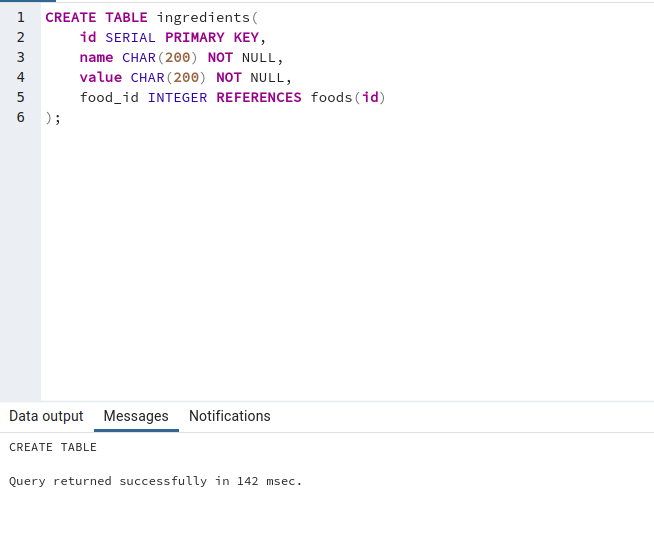 1 CREATE TABLE ingredients(
2     id SERIAL PRIMARY KEY,
3     name CHAR(200) NOT NULL,
4     value CHAR(200) NOT NULL,
5     food_id INTEGER REFERENCES foods(id)
6 );
Data output Messages Notifications
CREATE TABLE
Query returned successfully in 142 msec.